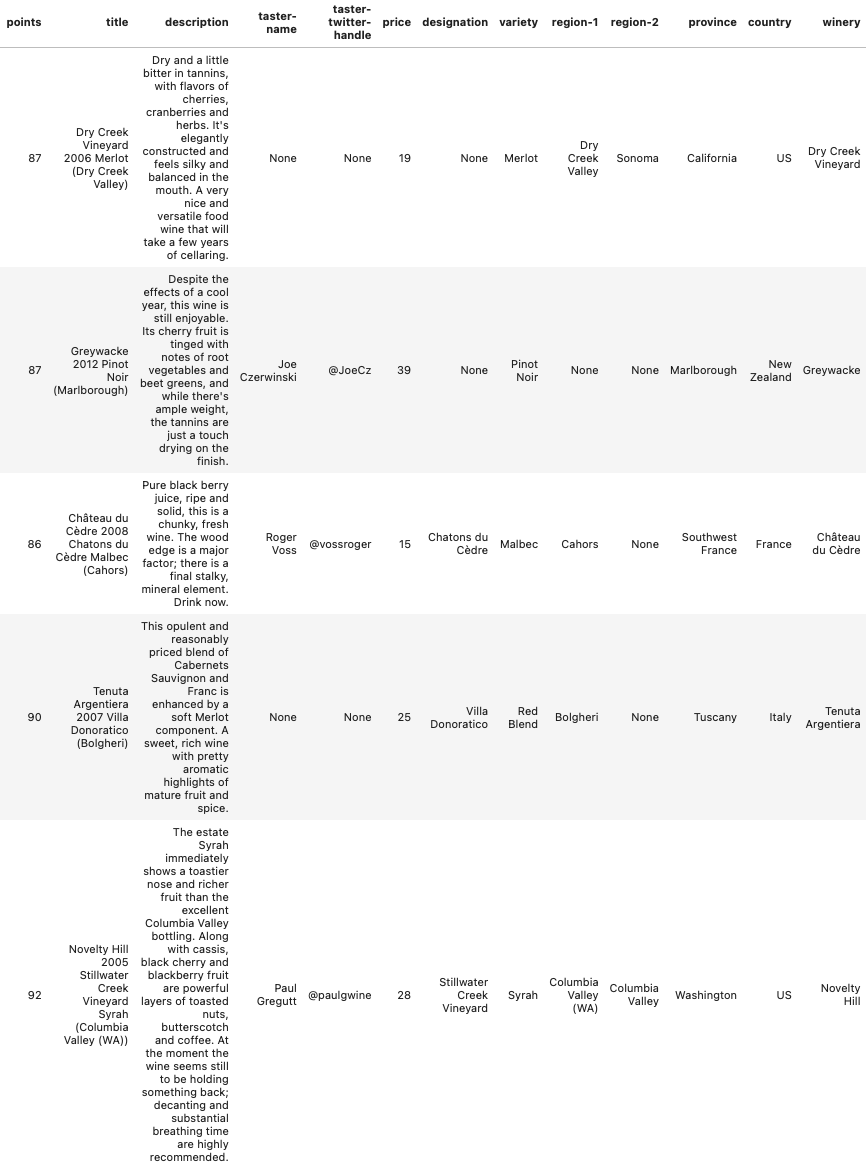 points
title
description
taster-
name
taster-
twitter-
handle
price
designation
variety
region-1
region-2
province
country
winery
87
Dry Creek
Vineyard
2006 Merlot
(Dry Creek
Valley)
Dry and a little
bitter in tannins,
with flavors of
cherries,
cranberries and
herbs. It's
elegantly
constructed and
feels silky and
balanced in the
mouth. A very
nice and
versatile food
wine that will
take a few years
of cellaring.
None
None
19
None
Merlot
Dry
Creek
Valley
Sonoma
California
US
Dry Creek
Vineyard
87
Greywacke
2012 Pinot
Noir
(Marlborough)
Despite the
effects of a cool
year, this wine is
still enjoyable.
Its cherry fruit is
tinged with
notes of root
vegetables and
beet greens, and
while there's
ample weight,
the tannins are
just a touch
drying on the
finish.
Joe
Czerwinski
@JoeCz
39
None
Pinot
Noir
None
None
Marlborough
New
Zealand
Greywacke
86
Château du
Cèdre 2008
Chatons du
Cèdre Malbec
(Cahors)
Pure black berry
juice, ripe and
solid, this is a
chunky, fresh
wine. The wood
edge is a major
factor; there is a
final stalky,
mineral element.
Drink now.
Roger
Voss
@vossroger
15
Chatons du
Cèdre
Malbec
Cahors
None
Southwest
France
France
Château
du Cèdre
90
Tenuta
Argentiera
2007 Villa
Donoratico
(Bolgheri)
This opulent and
reasonably
priced blend of
Cabernets
Sauvignon and
Franc is
enhanced by a
soft Merlot
component. A
sweet, rich wine
with pretty
aromatic
highlights of
mature fruit and
spice.
None
None
25
Villa
Donoratico
Red
Blend
Bolgheri
None
Tuscany
Italy
Tenuta
Argentiera
92
Novelty Hill
2005
Stillwater
Creek
Vineyard
Syrah
(Columbia
Valley (WA))
The estate
Syrah
immediately
shows a toastier
nose and richer
fruit than the
excellent
Columbia Valley
bottling. Along
with cassis,
black cherry and
blackberry fruit
are powerful
layers of toasted
nuts,
butterscotch
and coffee. At
the moment the
wine seems still
to be holding
something back;
decanting and
substantial
breathing time
are highly
recommended.
Paul
Gregutt
@paulgwine
28
Stillwater
Creek
Vineyard
Syrah
Columbia
Valley
(WA)
Columbia
Valley
Washington
US
Novelty
Hill